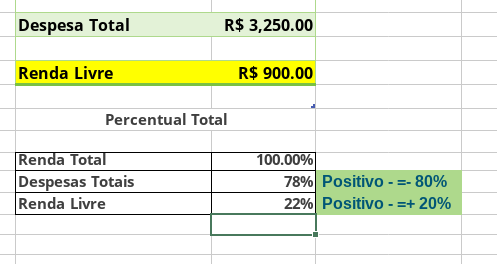 Despesa Total R$ 3,250.00
Renda Livre R$ 900.00
Percentual Total
Renda Total 100.00%
Despesas Totais 78% Positivo - =- 80%
Renda Livre 22% Positivo - =+ 20%